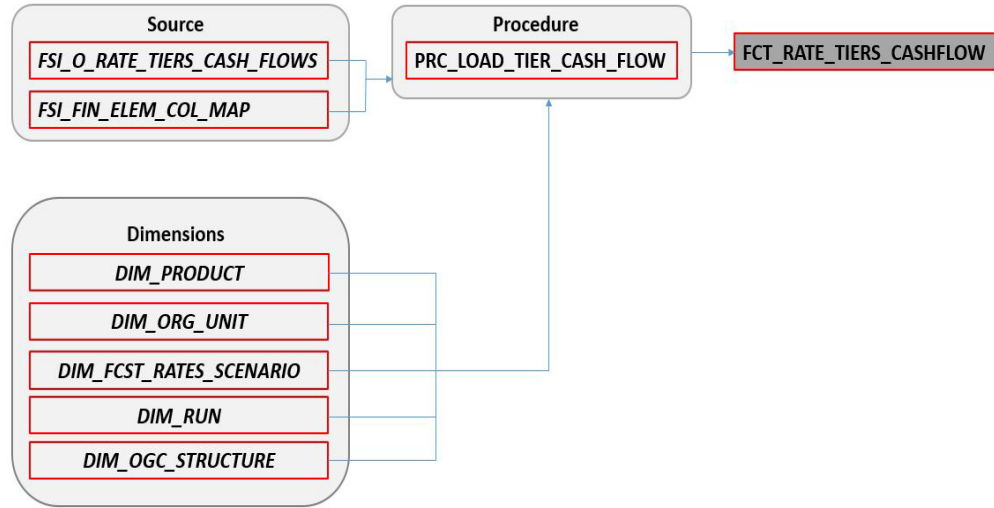 Source
FSI_O_RATE_TIERS_CASH_FLOWS
FSI_FIN_ELEM_COL_MAP
Procedure
PRC_LOAD_TIER_CASH_FLOW
FCT_RATE_TIERS_CASHFLOW
Dimensions
DIM_PRODUCT
DIM_ORG_UNIT
DIM_FCST_RATES_SCENARIO
DIM_RUN
DIM_OGC_STRUCTURE